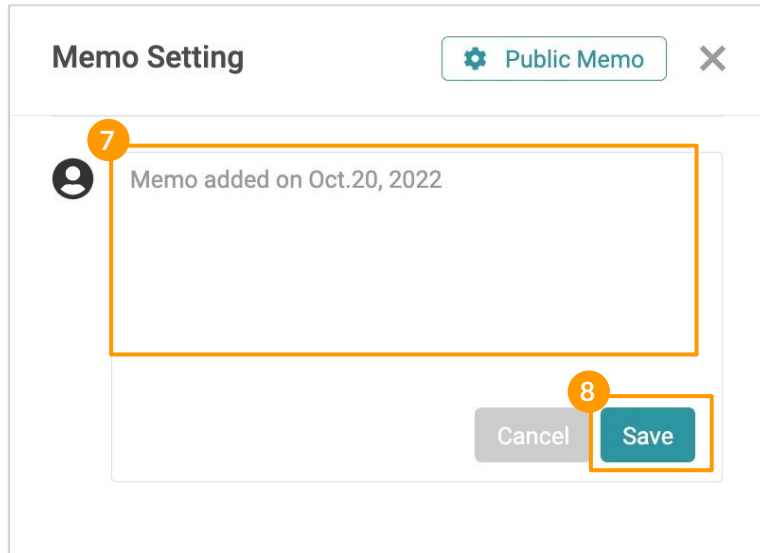 Memo Setting
Public Memo
7
Memo added on Oct.20, 2022
8
Cancel
Save